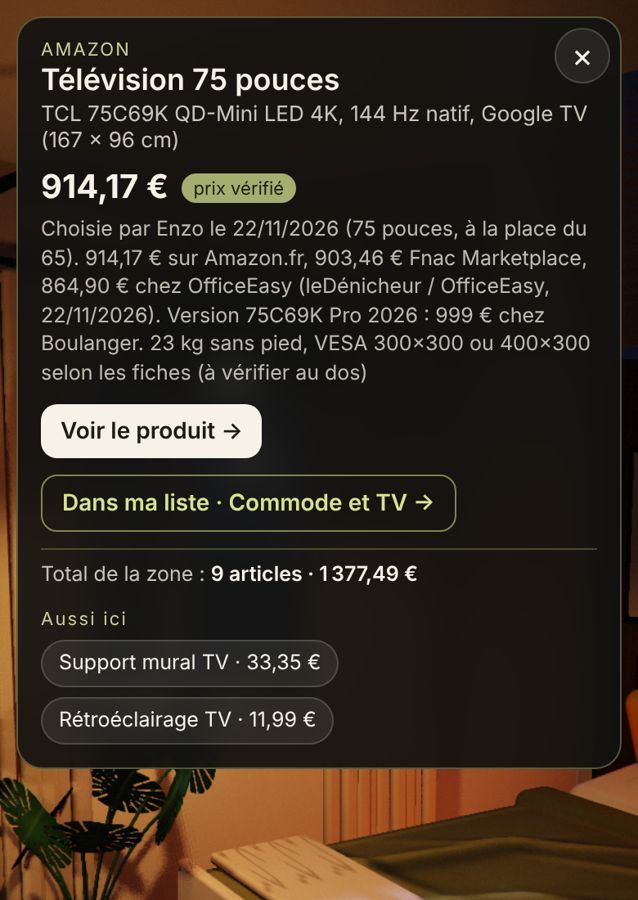 AMAZON
Télévision 75 pouces
TCL 75C69K QD-Mini LED 4K, 144 Hz natif, Google TV
(167 × 96 cm)
914,17 € prix vérifié
Choisie par Enzo le 22/11/2026 (75 pouces, à la place du
65). 914,17 € sur Amazon.fr, 903,46 € Fnac Marketplace,
864,90 € chez OfficeEasy (leDénicheur / OfficeEasy,
22/11/2026). Version 75C69K Pro 2026 : 999 € chez
Boulanger. 23 kg sans pied, VESA 300×300 ou 400×300
selon les fiches (à vérifier au dos)
Voir le produit →
Dans ma liste · Commode et TV →
Total de la zone : 9 articles · 1 377,49 €
Aussi ici
Support mural TV · 33,35 €
Rétroéclairage TV · 11,99 €